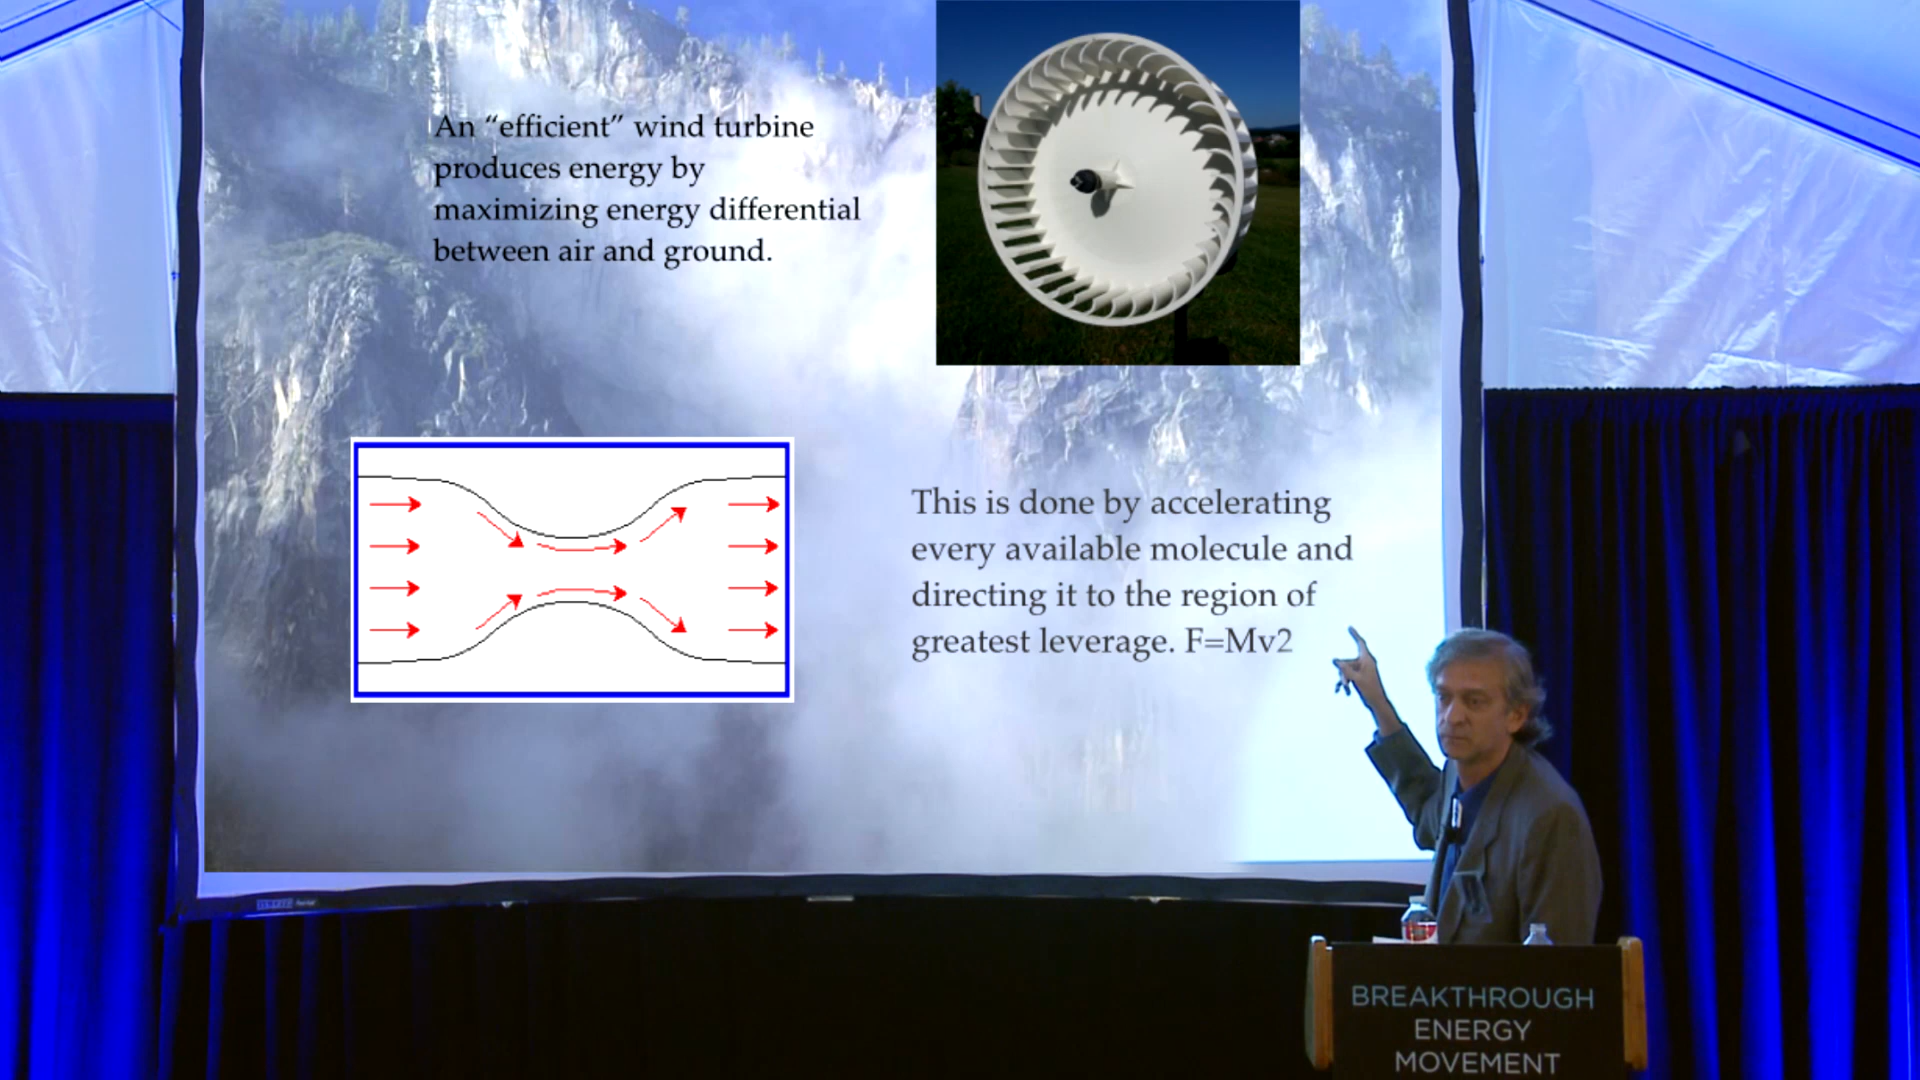 An “efficient” wind turbine
produces energy by
maximizing energy differential
between air and ground.
This is done by accelerating
every available molecule and
directing it to the region of
greatest leverage. F=Mv2
BREAKTHROUGH
ENERGY
MOVEMENT